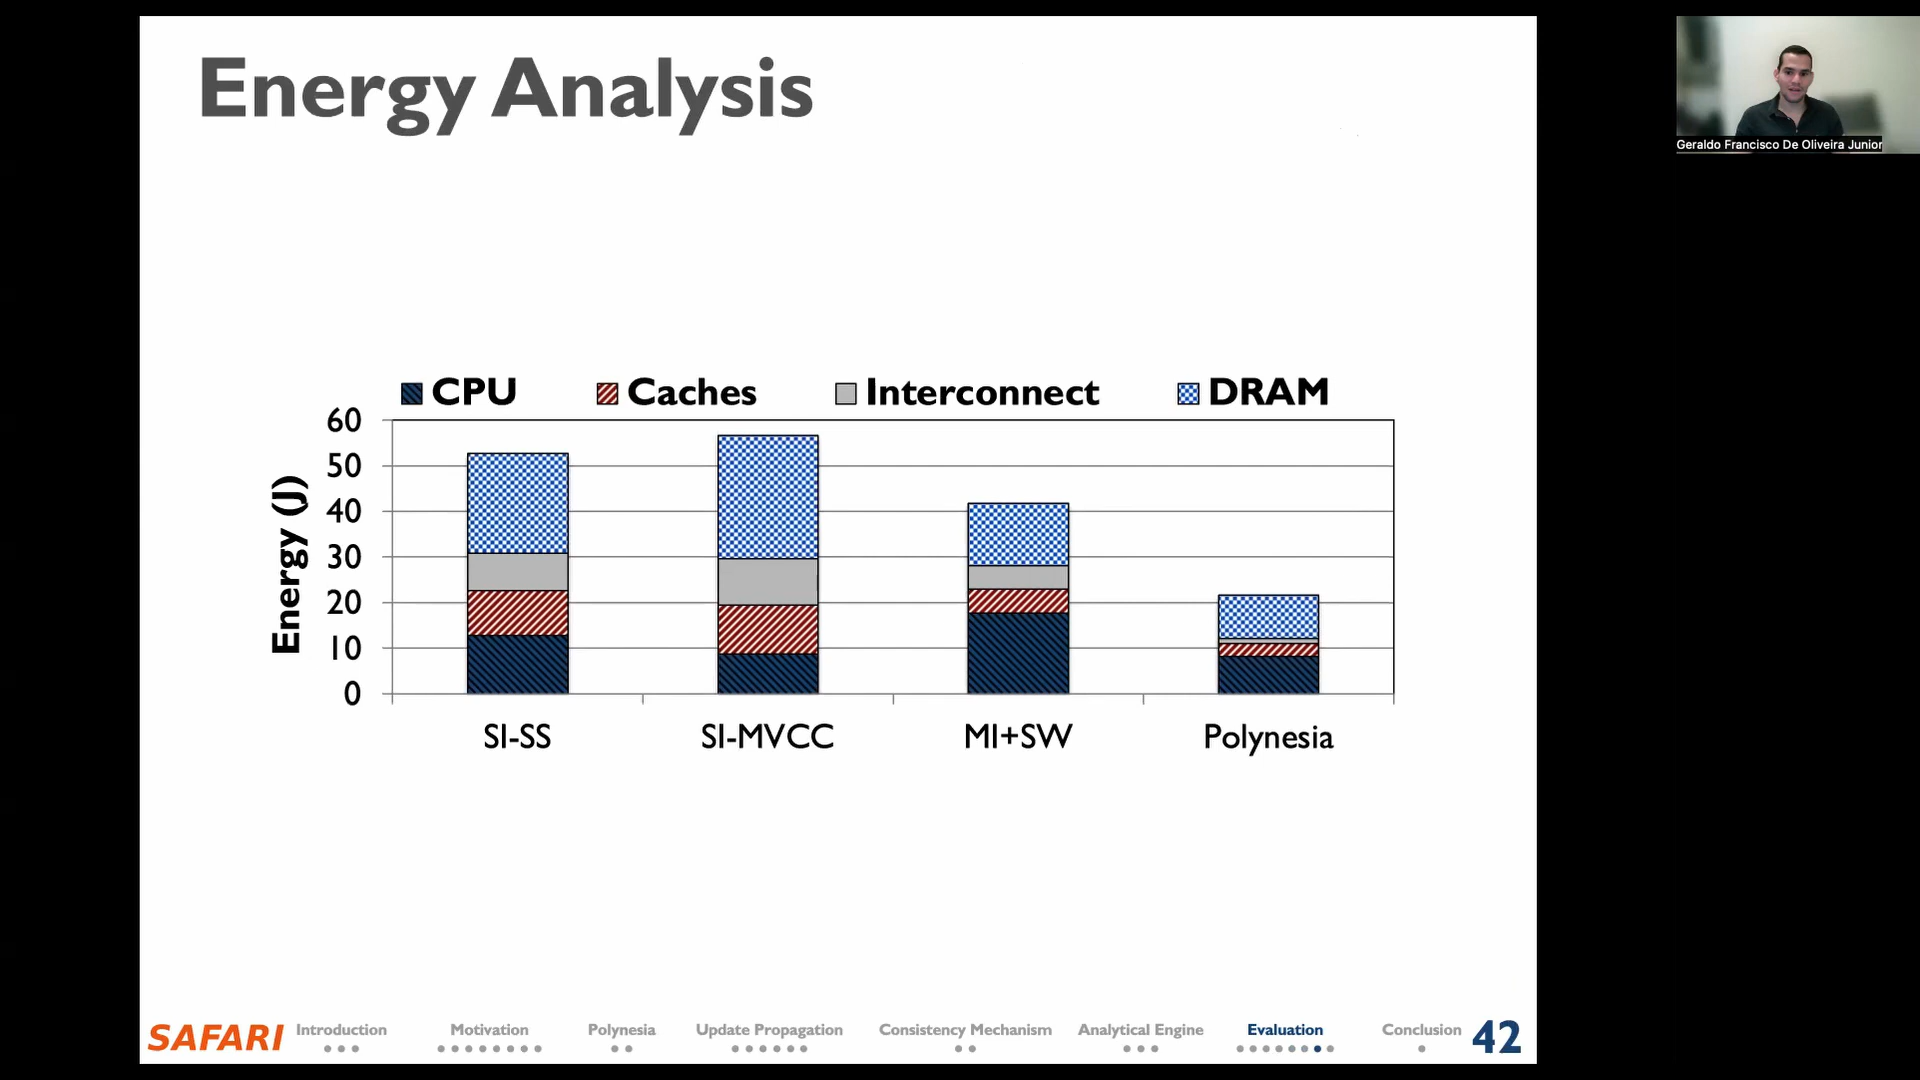 Energy Analysis
Geraldo Francisco De Oliveira Junior
CPU Caches Interconnect DRAM
Energy (J)
60
50
40
30
20
10
0
SI-SS SI-MVCC MI+SW Polynesia
SAFARI Introduction Motivation Polynesia Update Propagation Consistency Mechanism Analytical Engine Evaluation Conclusion 42